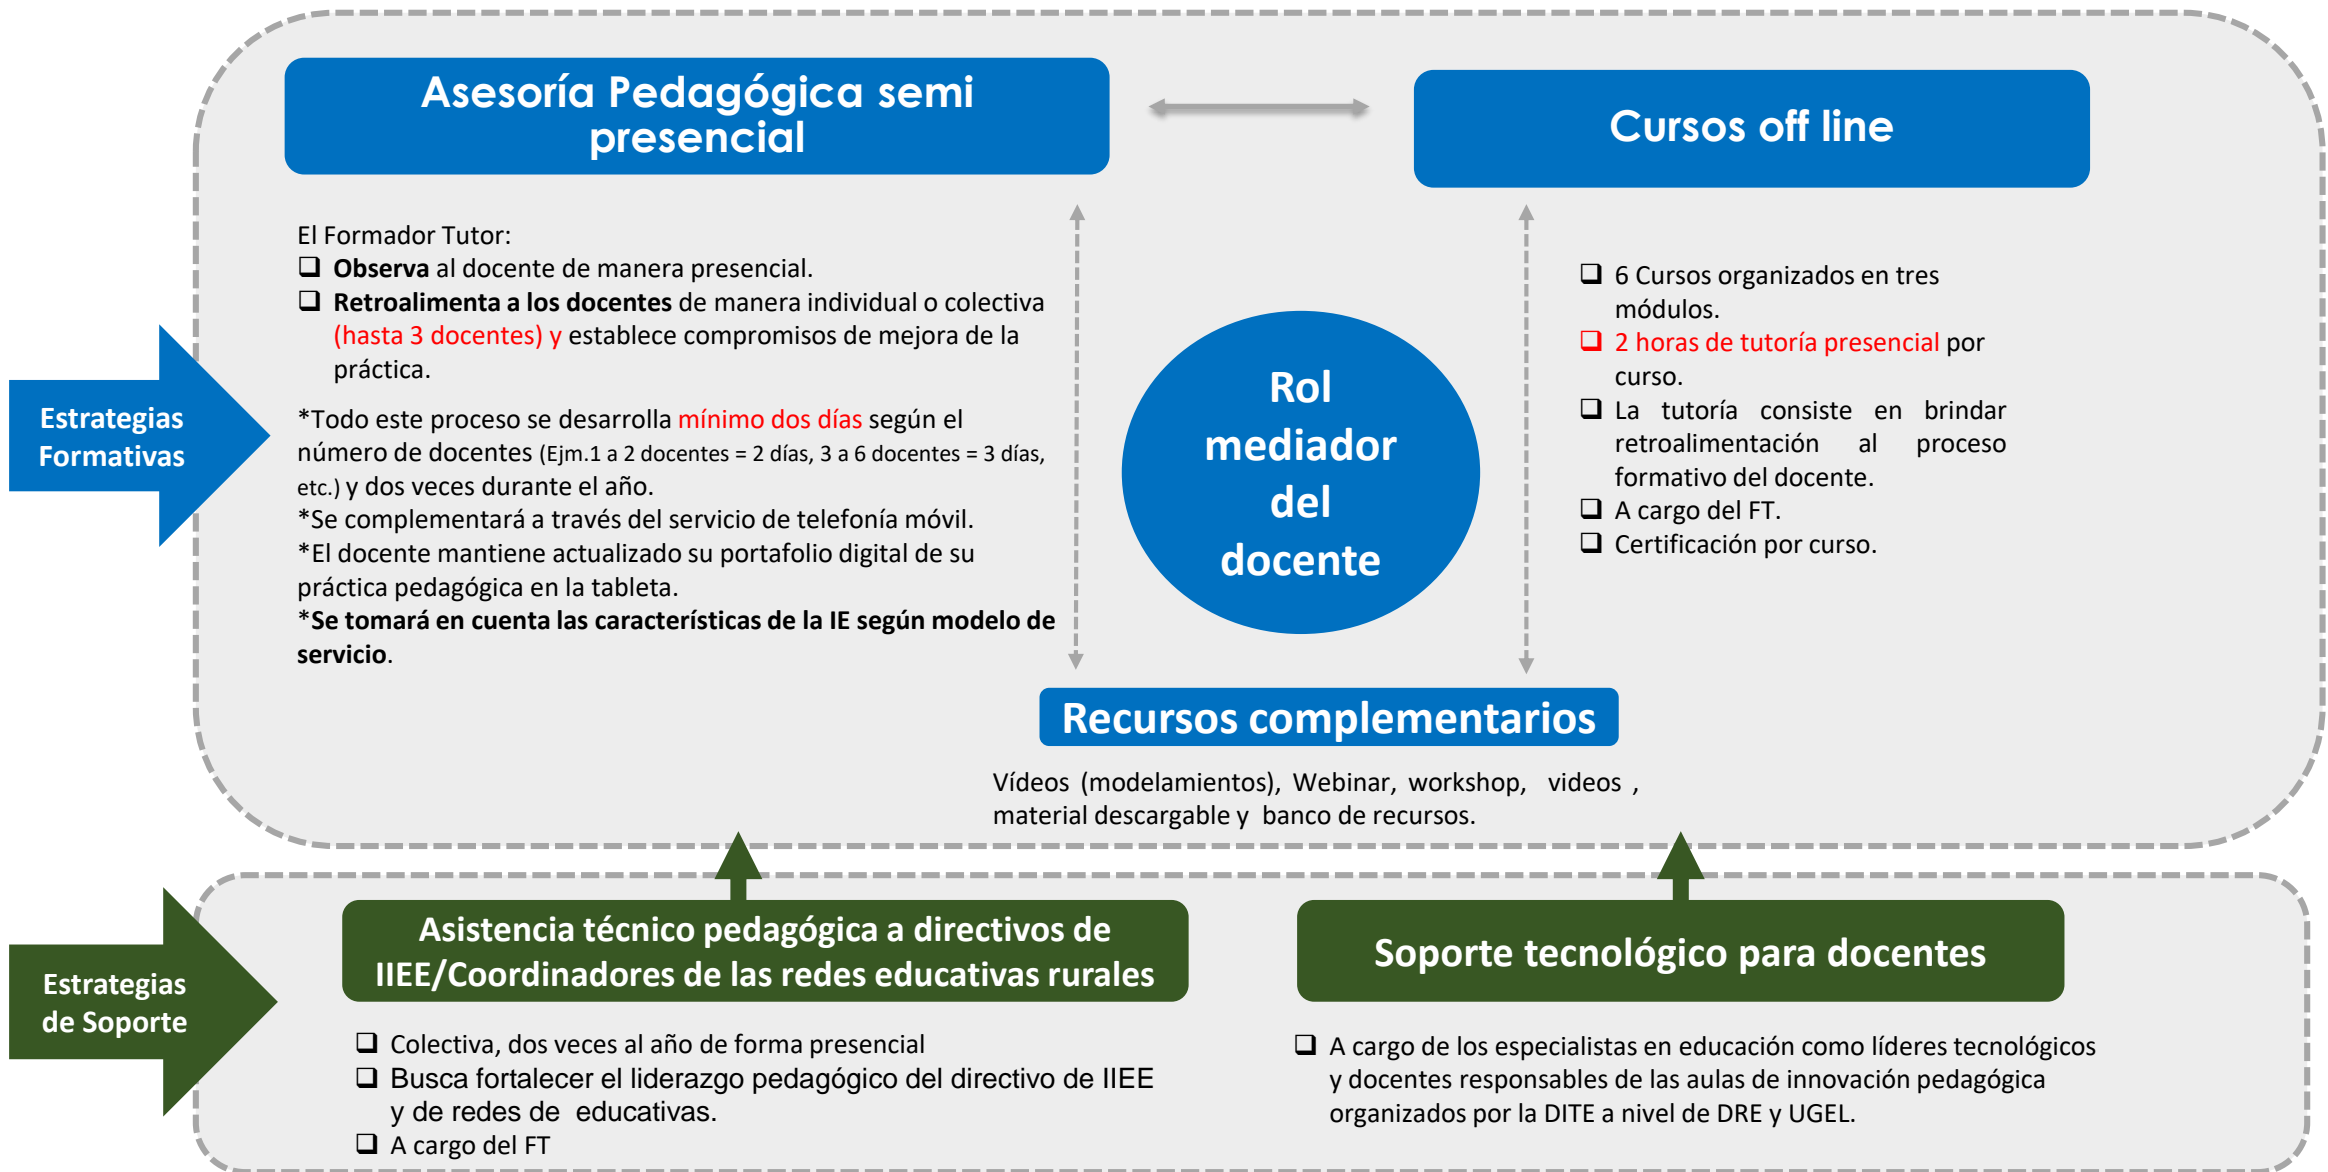 Asesoría Pedagógica semi
presencial
Cursos off line
El Formador Tutor:
❑ Observa al docente de manera presencial.
❑ Retroalimenta a los docentes de manera individual o colectiva
(hasta 3 docentes) y establece compromisos de mejora de la
práctica.
*Todo este proceso se desarrolla mínimo dos días según el
número de docentes (Ejm.1 a 2 docentes = 2 días, 3 a 6 docentes = 3 días,
etc.) y dos veces durante el año.
*Se complementará a través del servicio de telefonía móvil.
*El docente mantiene actualizado su portafolio digital de su
práctica pedagógica en la tableta.
*Se tomará en cuenta las características de la IE según modelo de
servicio.
Estrategias
Formativas
Rol
mediador
del
docente
❑ 6 Cursos organizados en tres
módulos.
❑ 2 horas de tutoría presencial por
curso.
❑ La tutoría consiste en brindar
retroalimentación al proceso
formativo del docente.
❑ A cargo del FT.
❑ Certificación por curso.
Recursos complementarios
Vídeos (modelamientos), Webinar, workshop, videos ,
material descargable y banco de recursos.
Estrategias
de Soporte
Asistencia técnico pedagógica a directivos de
IIEE/Coordinadores de las redes educativas rurales
❑ Colectiva, dos veces al año de forma presencial
❑ Busca fortalecer el liderazgo pedagógico del directivo de IIEE
y de redes de educativas.
❑ A cargo del FT
Soporte tecnológico para docentes
❑ A cargo de los especialistas en educación como líderes tecnológicos
y docentes responsables de las aulas de innovación pedagógica
organizados por la DITE a nivel de DRE y UGEL.